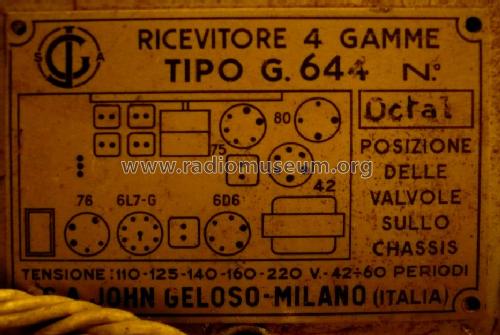 S A
RICEVITORE 4 GAMME
TIPO G. 644 N.º
Octal
80
75
42
POSIZIONE
DELLE
VALVOLE
SULLO
CHASSIS
www.radiomuseum.org
76 6L7-G 6D6
TENSIONE: 110-125-140-160-220 V.-42÷60 PERIODI
S. A. JOHN GELOSO-MILANO (ITALIA)